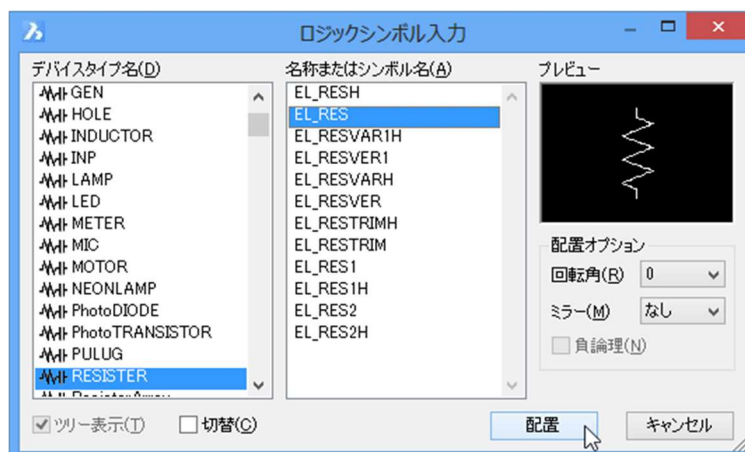 ロジックシンボル入力
デバイスタイプ名(D)
GEN
HOLE
INDUCTOR
INP
LAMP
LED
METER
MIC
MOTOR
NEONLAMP
PhotoDIODE
PhotoTRANSISTOR
PULUG
RESISTER
名称またはシンボル名(A)
EL_RESH
EL_RES
EL_RESVAR1H
EL_RESVER1
EL_RESVARH
EL_RESVER
EL_RESTRIMH
EL_RESTRIM
EL_RES1
EL_RES1H
EL_RES2
EL_RES2H
プレビュー
配置オプション
回転角(R) 0
ミラー(M) なし
負論理(N)
ツリー表示(T) 切替(C)
配置 キャンセル